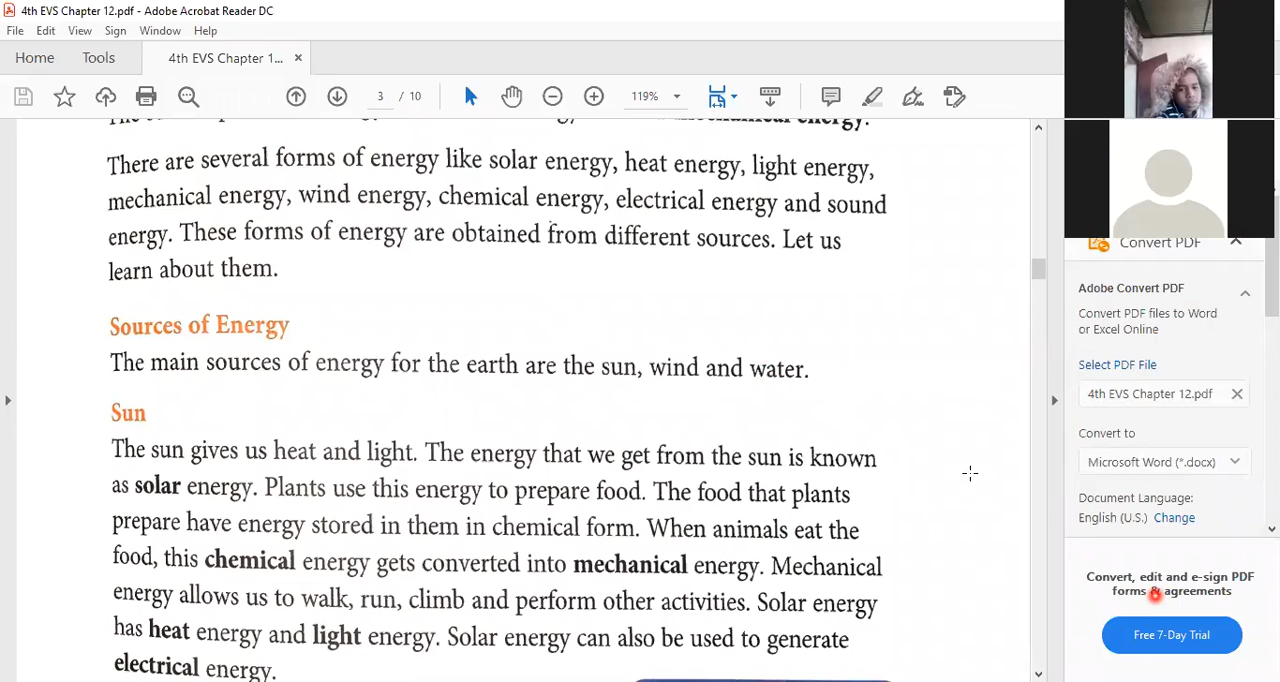 4th EVS Chapter 12.pdf - Adobe Acrobat Reader DC
File Edit View Sign Window Help
Home Tools 4th EVS Chapter 1... ×
3 / 10 119%
mechanical energy.
There are several forms of energy like solar energy, heat energy, light energy,
mechanical energy, wind energy, chemical energy, electrical energy and sound
energy. These forms of energy are obtained from different sources. Let us
learn about them.
Sources of Energy
The main sources of energy for the earth are the sun, wind and water.
Sun
The sun gives us heat and light. The energy that we get from the sun is known
as solar energy. Plants use this energy to prepare food. The food that plants
prepare have energy stored in them in chemical form. When animals eat the
food, this chemical energy gets converted into mechanical energy. Mechanical
energy allows us to walk, run, climb and perform other activities. Solar energy
has heat energy and light energy. Solar energy can also be used to generate
electrical energy.
Convert PDF
Adobe Convert PDF
Convert PDF files to Word
or Excel Online
Select PDF File
4th EVS Chapter 12.pdf
Convert to
Microsoft Word (*.docx)
Document Language:
English (U.S.) Change
Convert, edit and e-sign PDF
forms & agreements
Free 7-Day Trial